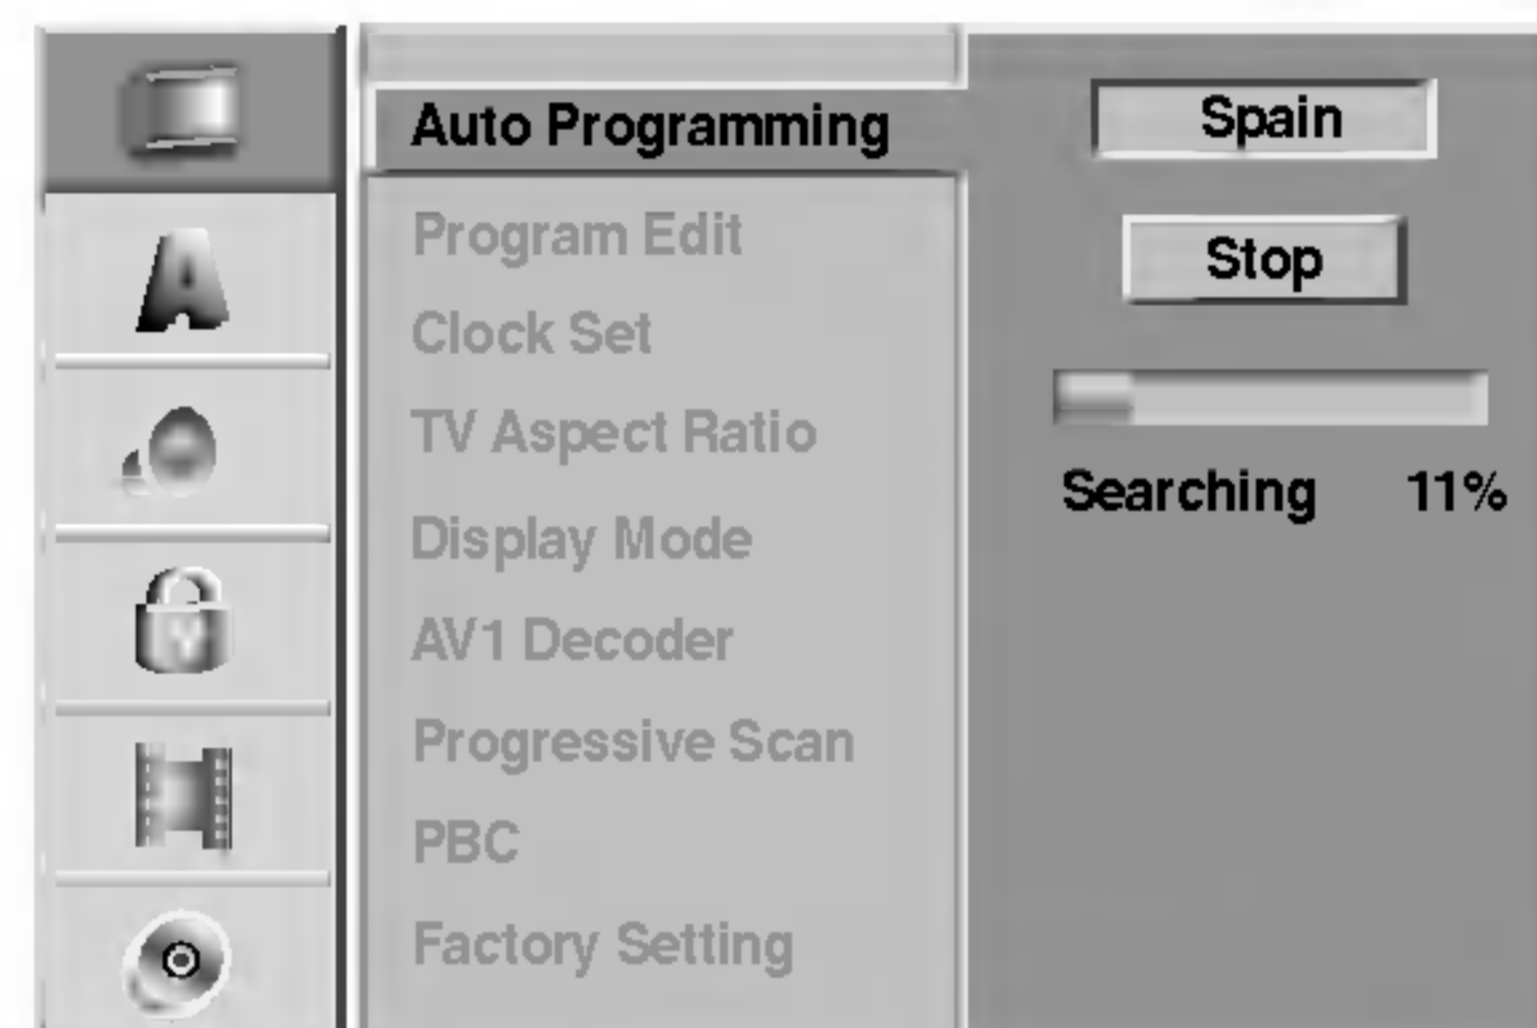 Auto Programming
Program Edit
Clock Set
TV Aspect Ratio
Display Mode
AV1 Decoder
Progressive Scan
PBC
Factory Setting
Spain
Stop
Searching 11%